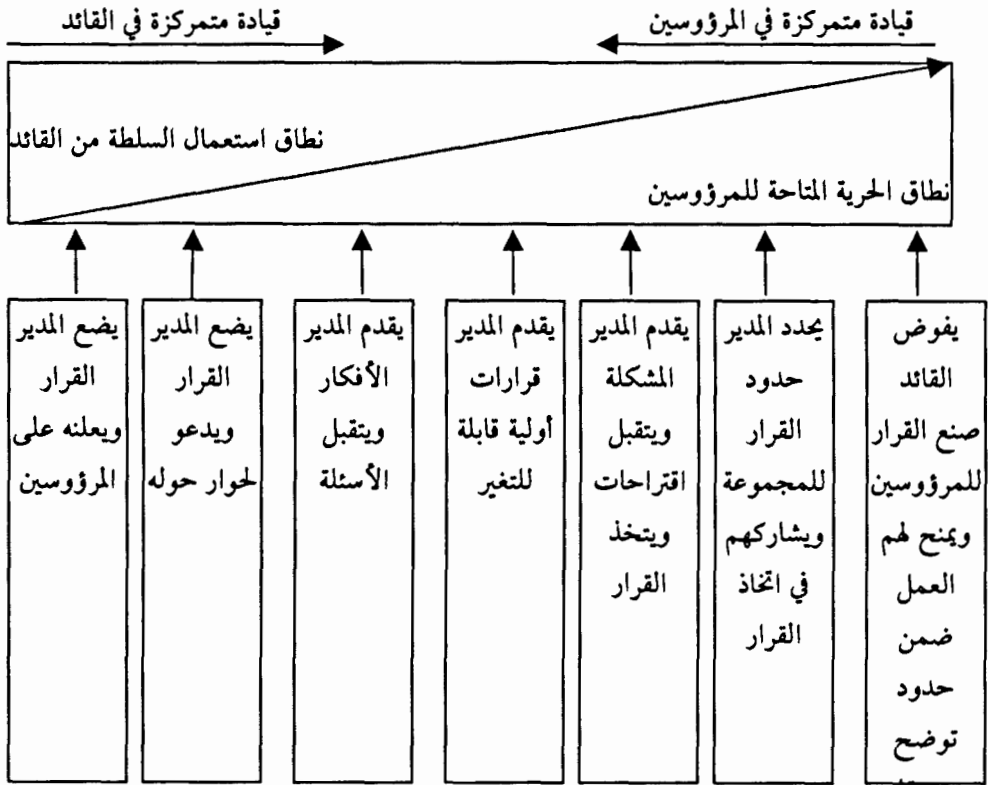 قيادة متمركزة في المرؤوسين
قيادة متمركزة في القائد
نطاق استعمال السلطة من القائد
نطاق الحرية المتاحة للمرؤوسين
يفوض
القائد
صنع القرار
للمرؤوسين
ويمنح لهم
العمل
ضمن
حدود
توضح
يحدد المدير
حدود
القرار
للمجموعة
ويشاركهم
في اتخاذ
القرار
يقدم المدير
المشكلة
ويتقبل
اقتراحات
ويتخذ
القرار
يقدم المدير
قرارات
أولية قابلة
للتغير
يقدم المدير
الأفكار
ويتقبل
الأسئلة
يضع المدير
القرار
ويدعو
لحوار حوله
يضع المدير
القرار
ويعلنه على
المرؤوسين